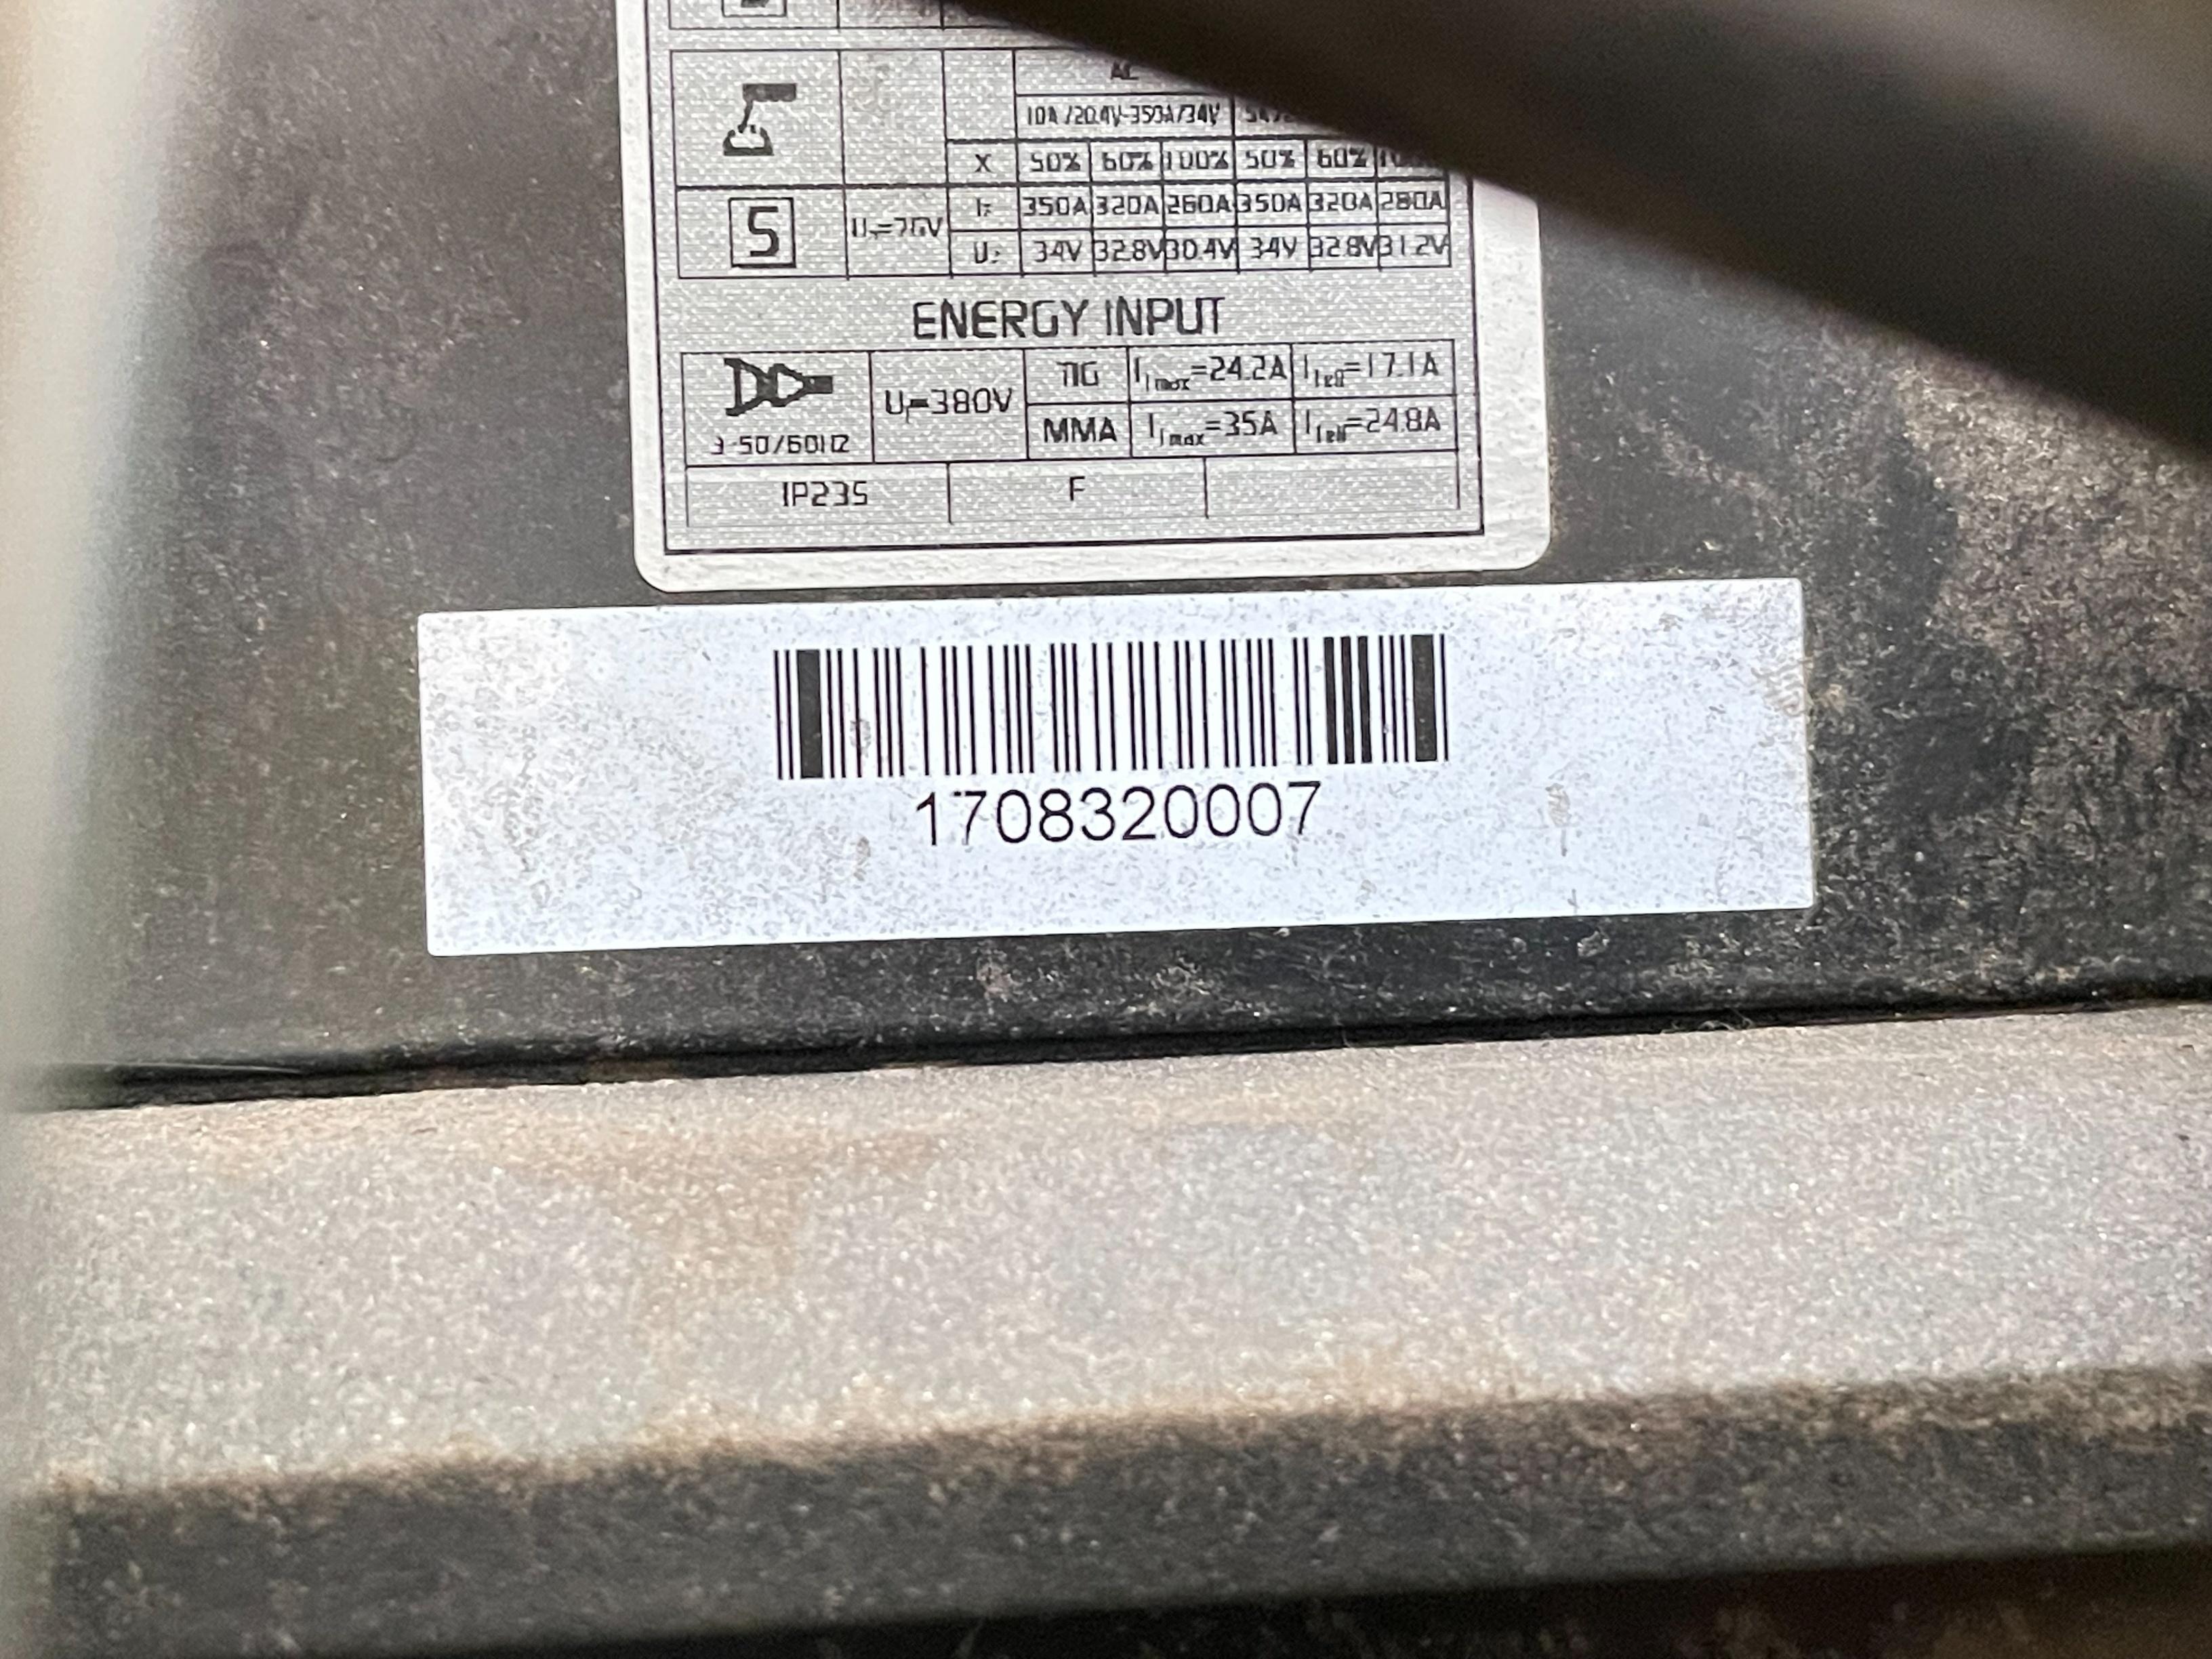 AC
10A/20.4V-350A/34V
X 50% 60% 100% 50% 60%
I₂ 350A 320A 260A 350A 320A 280A
S U₀=76V
U₂ 34V 32.8V 30.4V 34V 32.8V 31.2V
ENERGY INPUT
TIG I₁max=24.2A I₁eff=17.1A
U₁=380V
MMA I₁max=35A I₁eff=24.8A
3~50/60HZ
IP23S F
1708320007